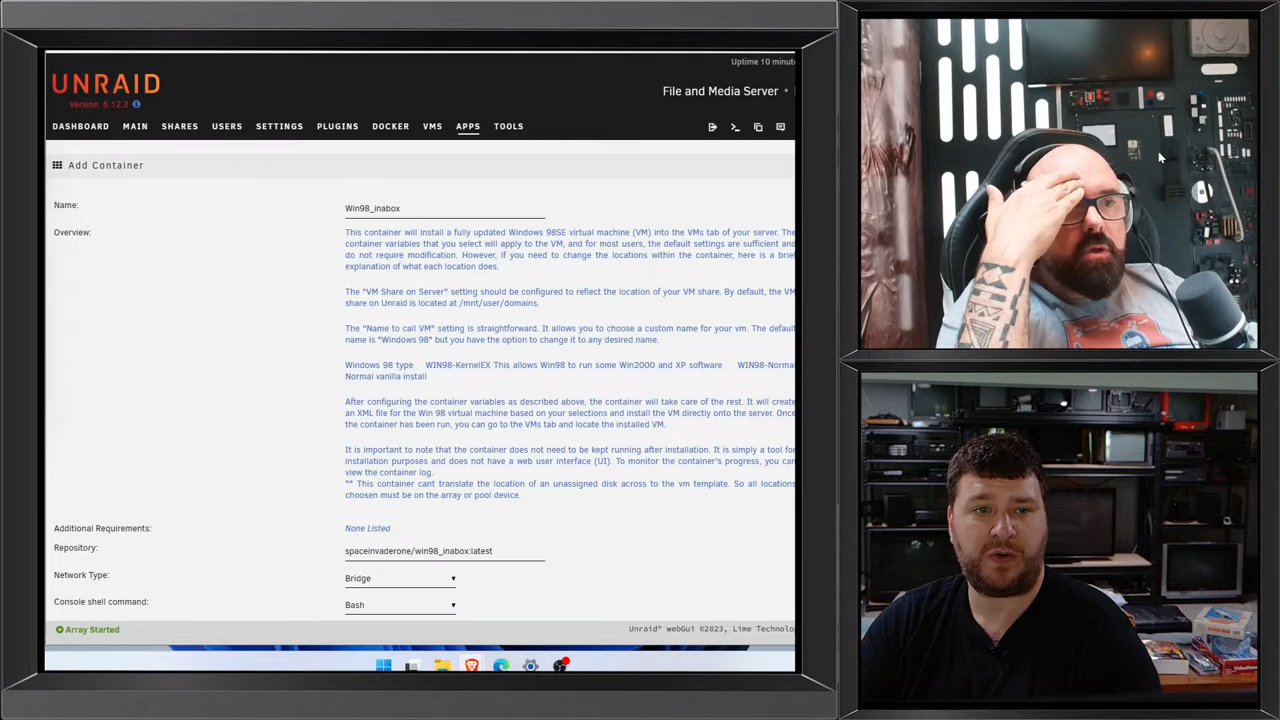 Uptime 10 minut
UNRAID
Version: 6.12.3
File and Media Server •
DASHBOARD MAIN SHARES USERS SETTINGS PLUGINS DOCKER VMS APPS TOOLS
Add Container
Name:
Win98_inabox
Overview:
This container will install a fully updated Windows 98SE virtual machine (VM) into the VMs tab of your server. The
container variables that you select will apply to the VM, and for most users, the default settings are sufficient and
do not require modification. However, if you need to change the locations within the container, here is a brie
explanation of what each location does.
The "VM Share on Server" setting should be configured to reflect the location of your VM share. By default, the VM
share on Unraid is located at /mnt/user/domains.
The "Name to call VM" setting is straightforward. It allows you to choose a custom name for your vm. The default
name is "Windows 98" but you have the option to change it to any desired name.
Windows 98 type WIN98-KernelEX This allows Win98 to run some Win2000 and XP software WIN98-Norma
Normal vanilla install
After configuring the container variables as described above, the container will take care of the rest. It will create
an XML file for the Win 98 virtual machine based on your selections and install the VM directly onto the server. Once
the container has been run, you can go to the VMs tab and locate the installed VM.
It is important to note that the container does not need to be kept running after installation. It is simply a tool for
installation purposes and does not have a web user interface (UI). To monitor the container's progress, you can
view the container log.
** This container cant translate the location of an unassigned disk across to the vm template. So all locations
choosen must be on the array or pool device.
Additional Requirements:
None Listed
Repository:
spaceinvaderone/win98_inabox:latest
Network Type:
Bridge
Console shell command:
Bash
Array Started
Unraid® webGui ©2023, Lime Technolo